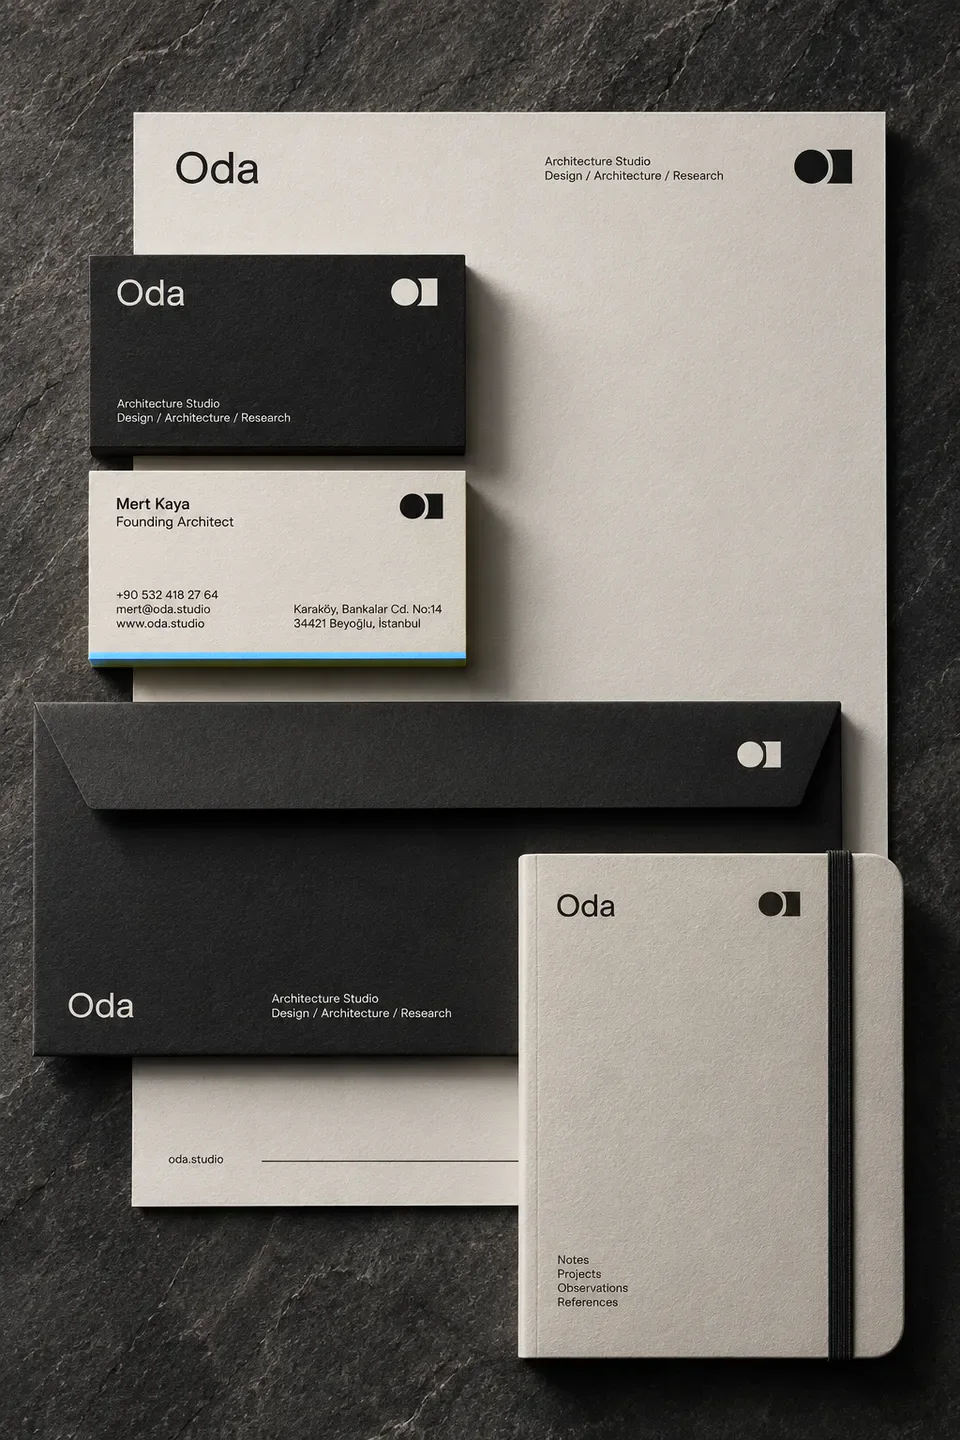 Oda
Architecture Studio
Design / Architecture / Research
Oda
Architecture Studio
Design / Architecture / Research
Mert Kaya
Founding Architect
+90 532 418 27 64
mert@oda.studio
www.oda.studio
Karaköy, Bankalar Cd. No:14
34421 Beyoğlu, İstanbul
Oda
Architecture Studio
Design / Architecture / Research
Oda
Notes
Projects
Observations
References
oda.studio